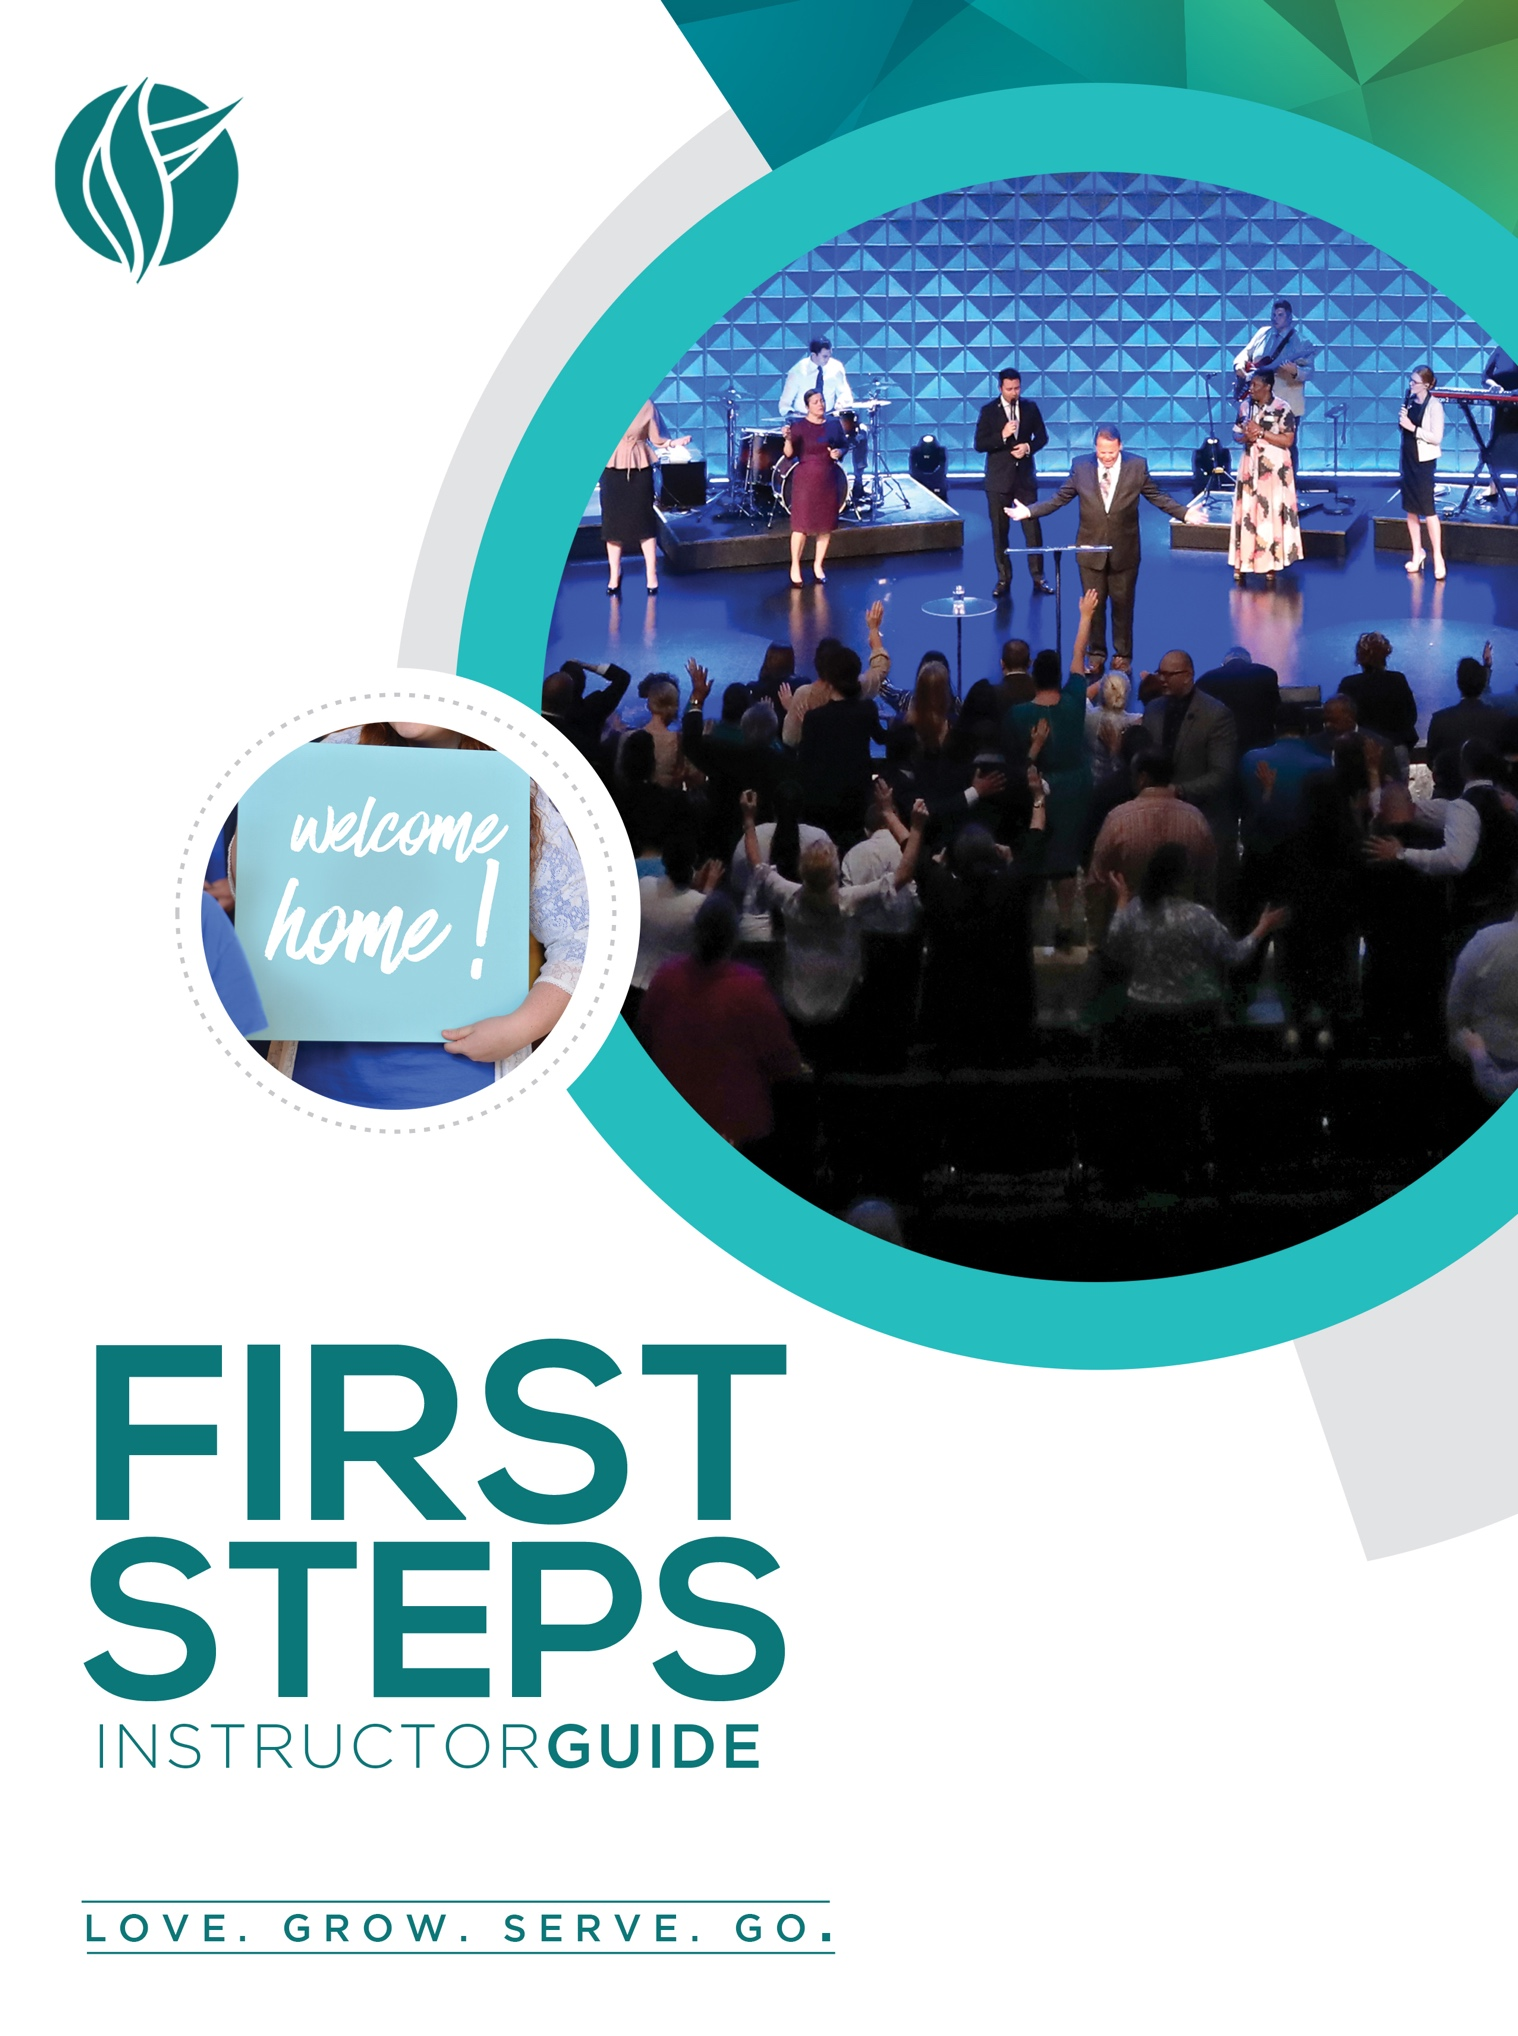 welcome
home!
FIRST
STEPS
INSTRUCTORGUIDE
LOVE. GROW. SERVE. GO.